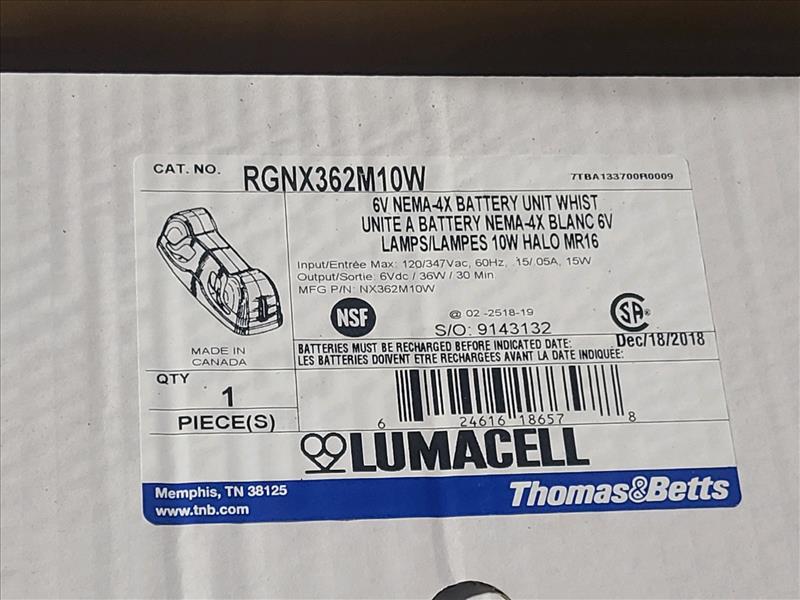 CAT. NO. RGNX362M10W 7TBA133700R0009
6V NEMA-4X BATTERY UNIT WHIST
UNITE A BATTERY NEMA-4X BLANC 6V
LAMPS/LAMPES 10W HALO MR16
Input/Entrée Max: 120/347Vac, 60Hz, .15/.05A, 15W
Output/Sortie: 6Vdc / 36W / 30 Min.
MFG P/N: NX362M10W
NSF @ 02 -2518-19 SA®
S/O: 9143132
MADE IN
CANADA
BATTERIES MUST BE RECHARGED BEFORE INDICATED DATE: Dec/18/2018
LES BATTERIES DOIVENT ETRE RECHARGEES AVANT LA DATE INDIQUÉE:
QTY
1
PIECE(S)
6 24616 18657 8
LUMACELL
Memphis, TN 38125
www.tnb.com
Thomas&Betts